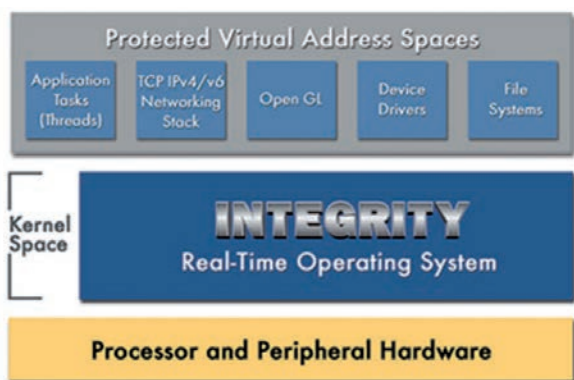 Protected Virtual Address Spaces
Application
Tasks
(Threads)
TCP IPv4/v6
Networking
Stack
Open GL
Device
Drivers
File
Systems
Kernel
Space
INTEGRITY
Real-Time Operating System
Processor and Peripheral Hardware